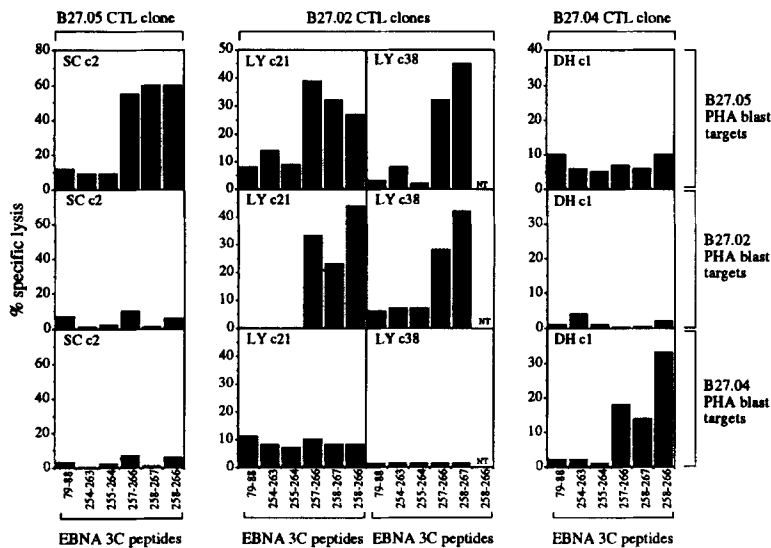 B27.05 CTL clone B27.02 CTL clones B27.04 CTL clone
% specific lysis
SC c2
80
60
40
20
0
LY c21
50
40
30
20
10
0
LY c38
NT
DH c1
40
30
20
10
0
B27.05
PHA blast
targets
SC c2
60
40
20
0
LY c21
40
30
20
10
0
LY c38
NT
DH c1
30
20
10
0
B27.02
PHA blast
targets
SC c2
60
40
20
0
LY c21
40
30
20
10
0
LY c38
NT
DH c1
30
20
10
0
B27.04
PHA blast
targets
79-88
254-263
255-264
257-266
258-267
258-266
79-88
254-263
255-264
257-266
258-267
258-266
79-88
254-263
255-264
257-266
258-267
258-266
79-88
254-263
255-264
257-266
258-267
258-266
EBNA 3C peptides EBNA 3C peptides EBNA 3C peptides EBNA 3C peptides